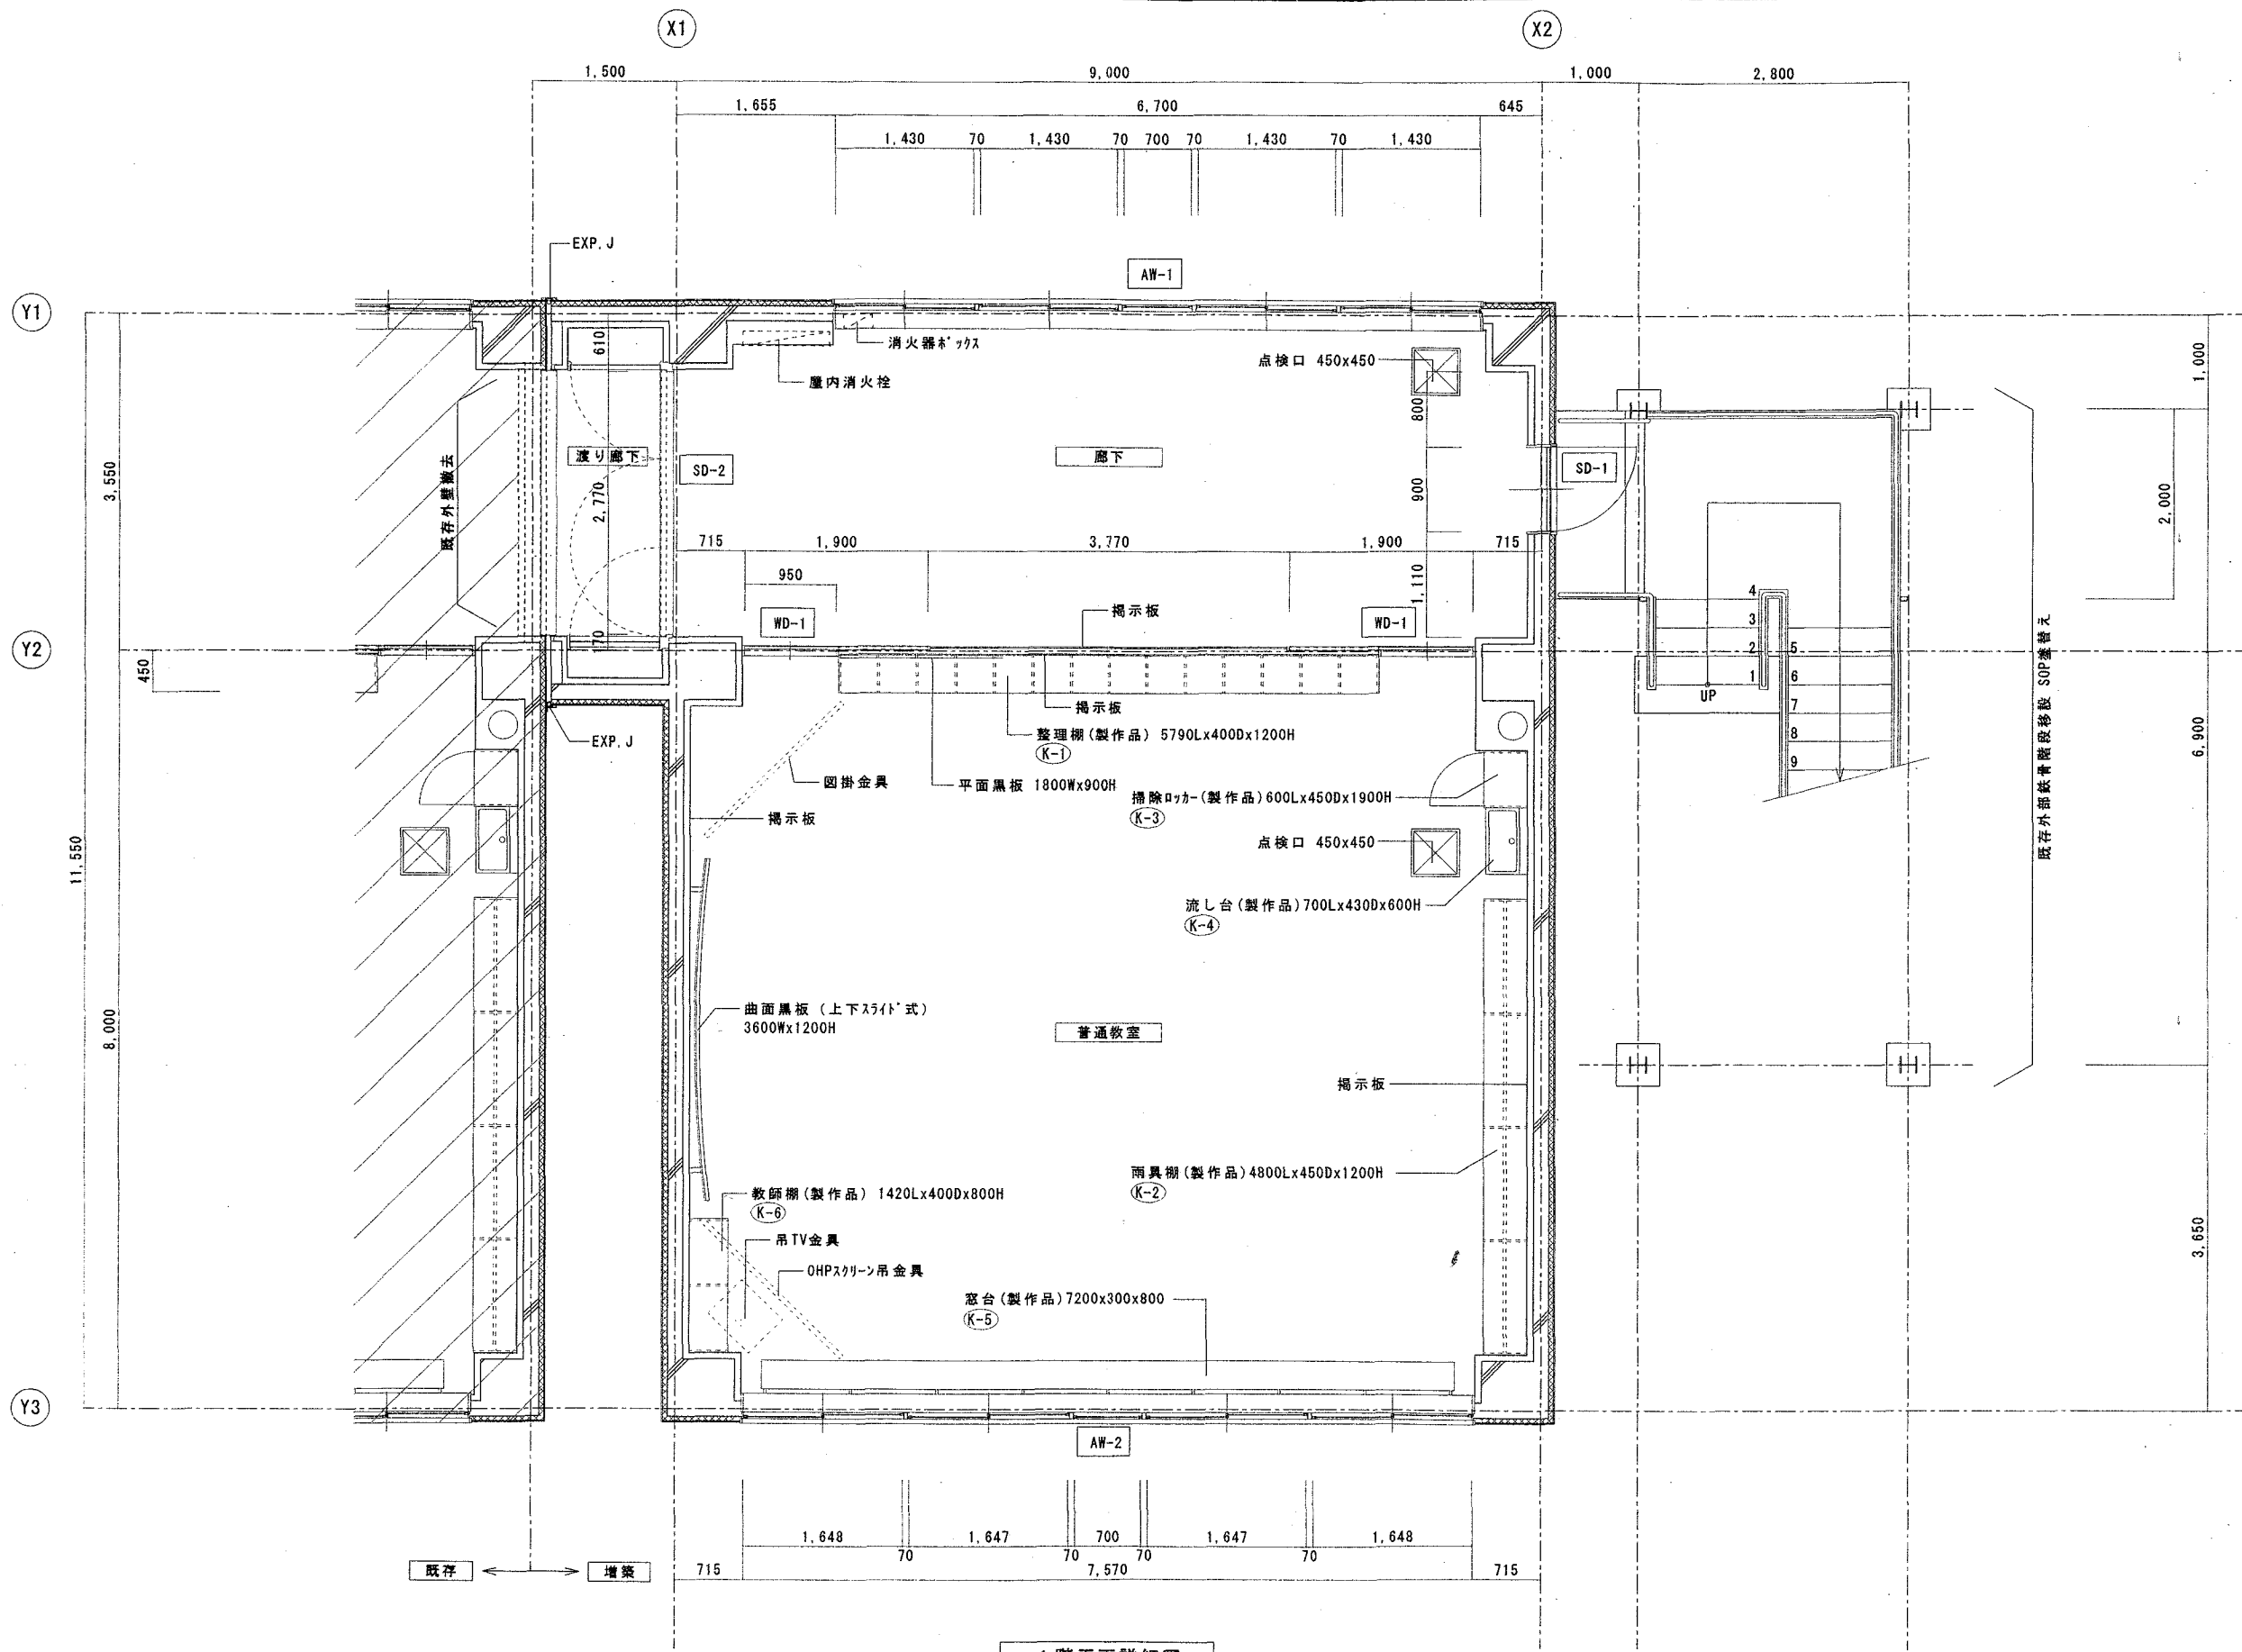 X1
X2
1,500
9,000
1,000
2,800
1,655
6,700
645
1,430
70
1,430
70
700
70
1,430
70
1,430
EXP.J
AW-1
Y1
610
消火器ボックス
屋内消火栓
点検口 450x450
800
1,000
3,550
既存外壁撤去
渡り廊下
SD-2
廊下
SD-1
2,770
900
2,000
715
1,900
3,770
1,900
715
950
1,110
掲示板
WD-1
WD-1
70
Y2
450
4
3
2
1
5
6
7
8
9
UP
掲示板
EXP.J
整理棚(製作品) 5790Lx400Dx1200H
K-1
図掛金具
平面黒板 1800Wx900H
掃除ロッカー(製作品)600Lx450Dx1900H
K-3
掲示板
点検口 450x450
既存外部鉄骨階段移設 SOP塗替え
6,900
11,550
流し台(製作品)700Lx430Dx600H
K-4
8,000
曲面黒板 (上下スライド式)
3600Wx1200H
普通教室
掲示板
雨具棚(製作品)4800Lx450Dx1200H
K-2
教師棚(製作品) 1420Lx400Dx800H
K-6
吊TV金具
OHPスクリーン吊金具
窓台(製作品)7200x300x800
K-5
3,650
Y3
AW-2
1,648
70
1,647
70
700
70
1,647
70
1,648
既存
増築
715
7,570
715